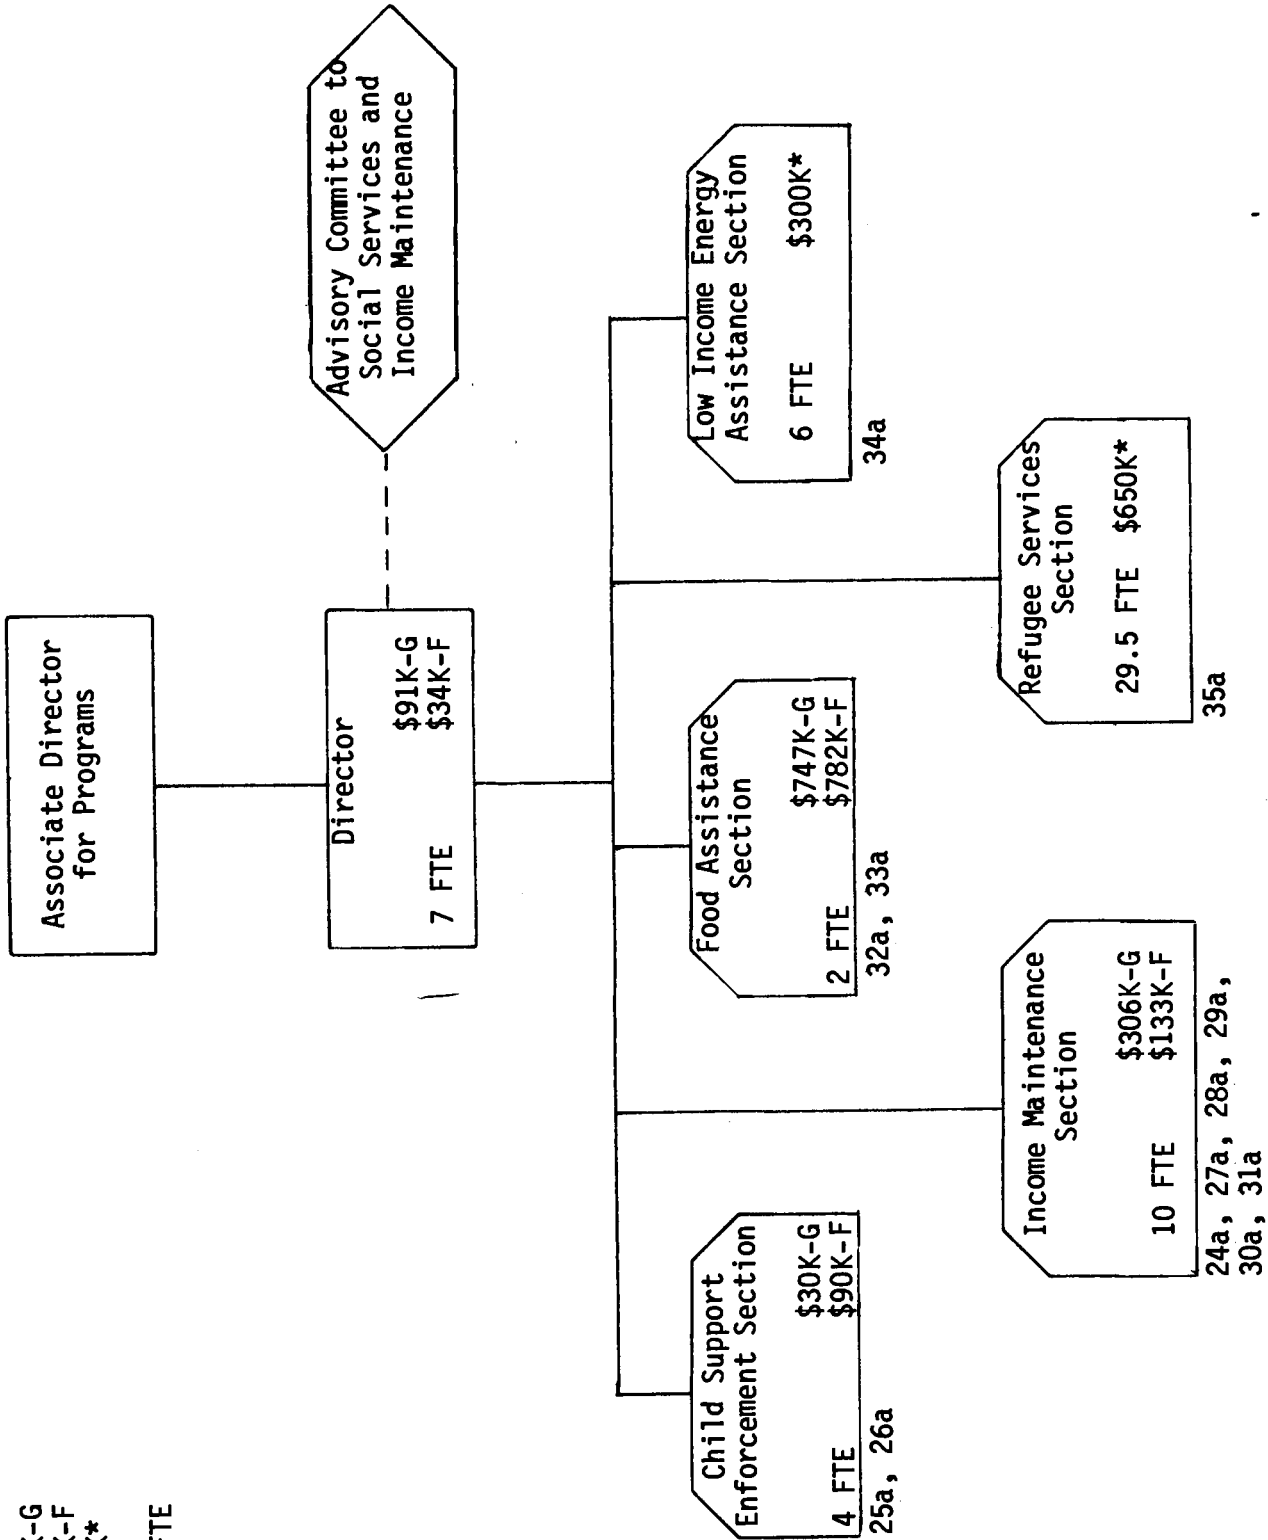 K-G
K-F
K*
FTE
Associate Director
for Programs
Director
$91K-G
$34K-F
7 FTE
Advisory Committee to
Social Services and
Income Maintenance
Child Support
Enforcement Section
$30K-G
$90K-F
4 FTE
25a, 26a
Food Assistance
Section
$747K-G
$782K-F
2 FTE
32a, 33a
Low Income Energy
Assistance Section
6 FTE $300K*
34a
Income Maintenance
Section
$306K-G
$133K-F
10 FTE
24a, 27a, 28a, 29a,
30a, 31a
Refugee Services
Section
29.5 FTE $650K*
35a